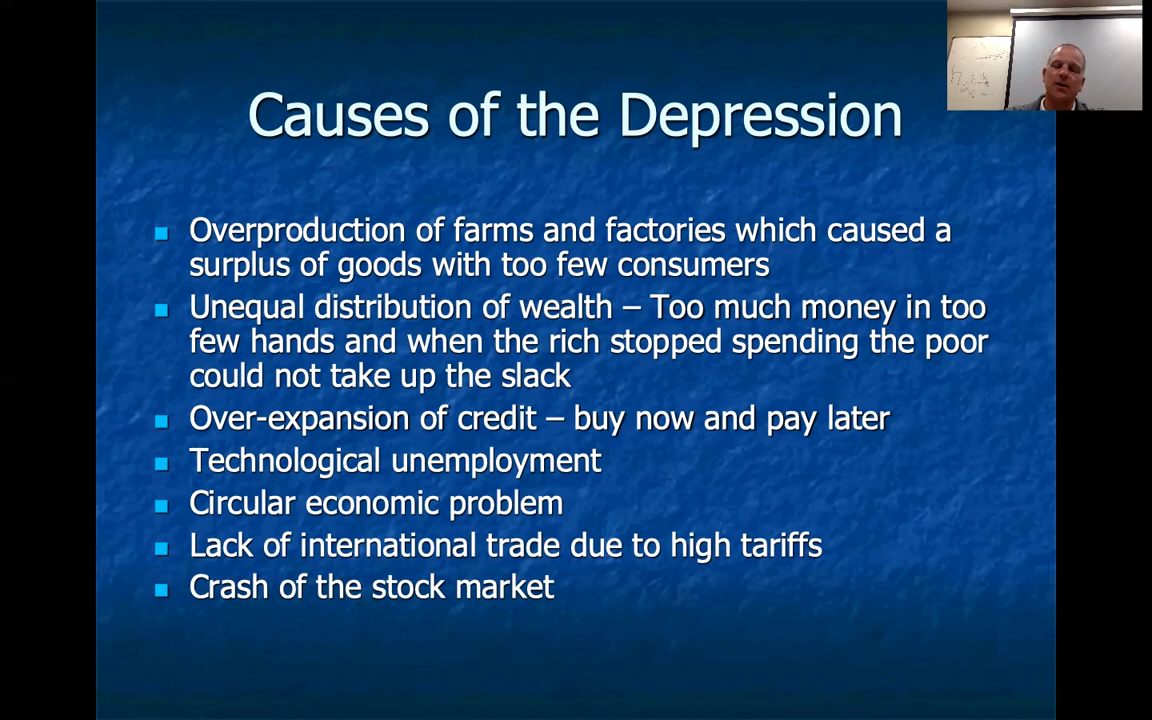 Causes of the Depression
Overproduction of farms and factories which caused a
surplus of goods with too few consumers
Unequal distribution of wealth – Too much money in too
few hands and when the rich stopped spending the poor
could not take up the slack
Over-expansion of credit – buy now and pay later
Technological unemployment
Circular economic problem
Lack of international trade due to high tariffs
Crash of the stock market